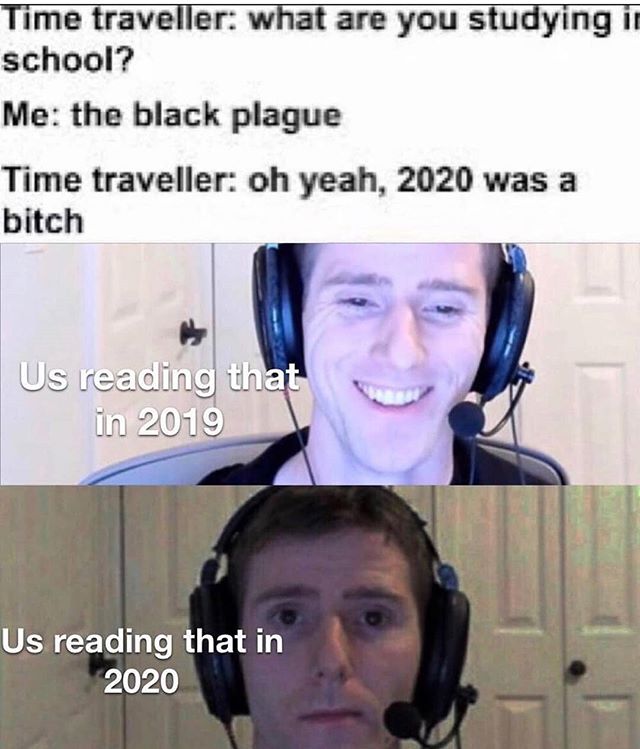 Time traveller: what are you studying in
school?
Me: the black plague
Time traveller: oh yeah, 2020 was a
bitch
Us reading that
in 2019
Us reading that in
2020